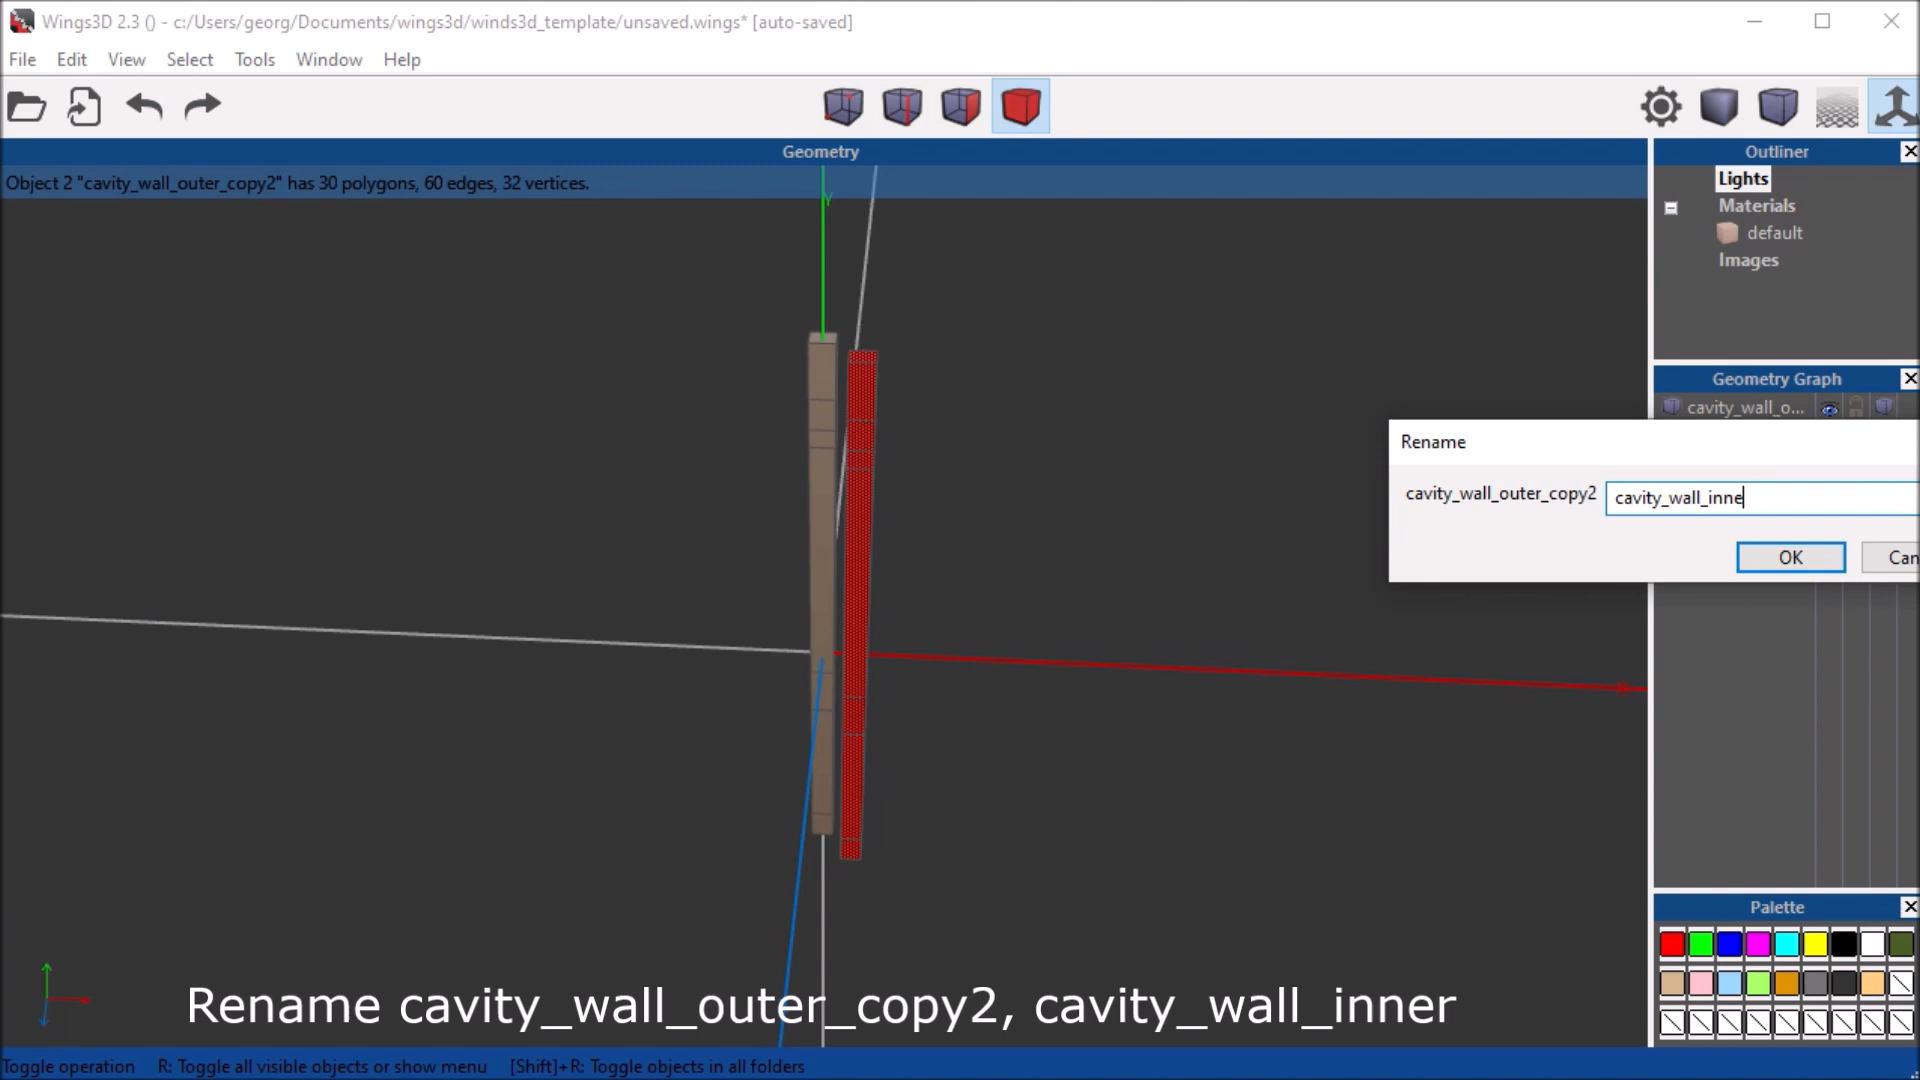 Wings3D 2.3 () - c:/Users/georg/Documents/wings3d/winds3d_template/unsaved.wings* [auto-saved]
File Edit View Select Tools Window Help
Geometry
Object 2 "cavity_wall_outer_copy2" has 30 polygons, 60 edges, 32 vertices.
Y
Outliner
Lights
Materials
default
Images
Geometry Graph
cavity_wall_o...
Rename
cavity_wall_outer_copy2 cavity_wall_inne
OK Can
Palette
Rename cavity_wall_outer_copy2, cavity_wall_inner
Toggle operation R: Toggle all visible objects or show menu [Shift]+R: Toggle objects in all folders